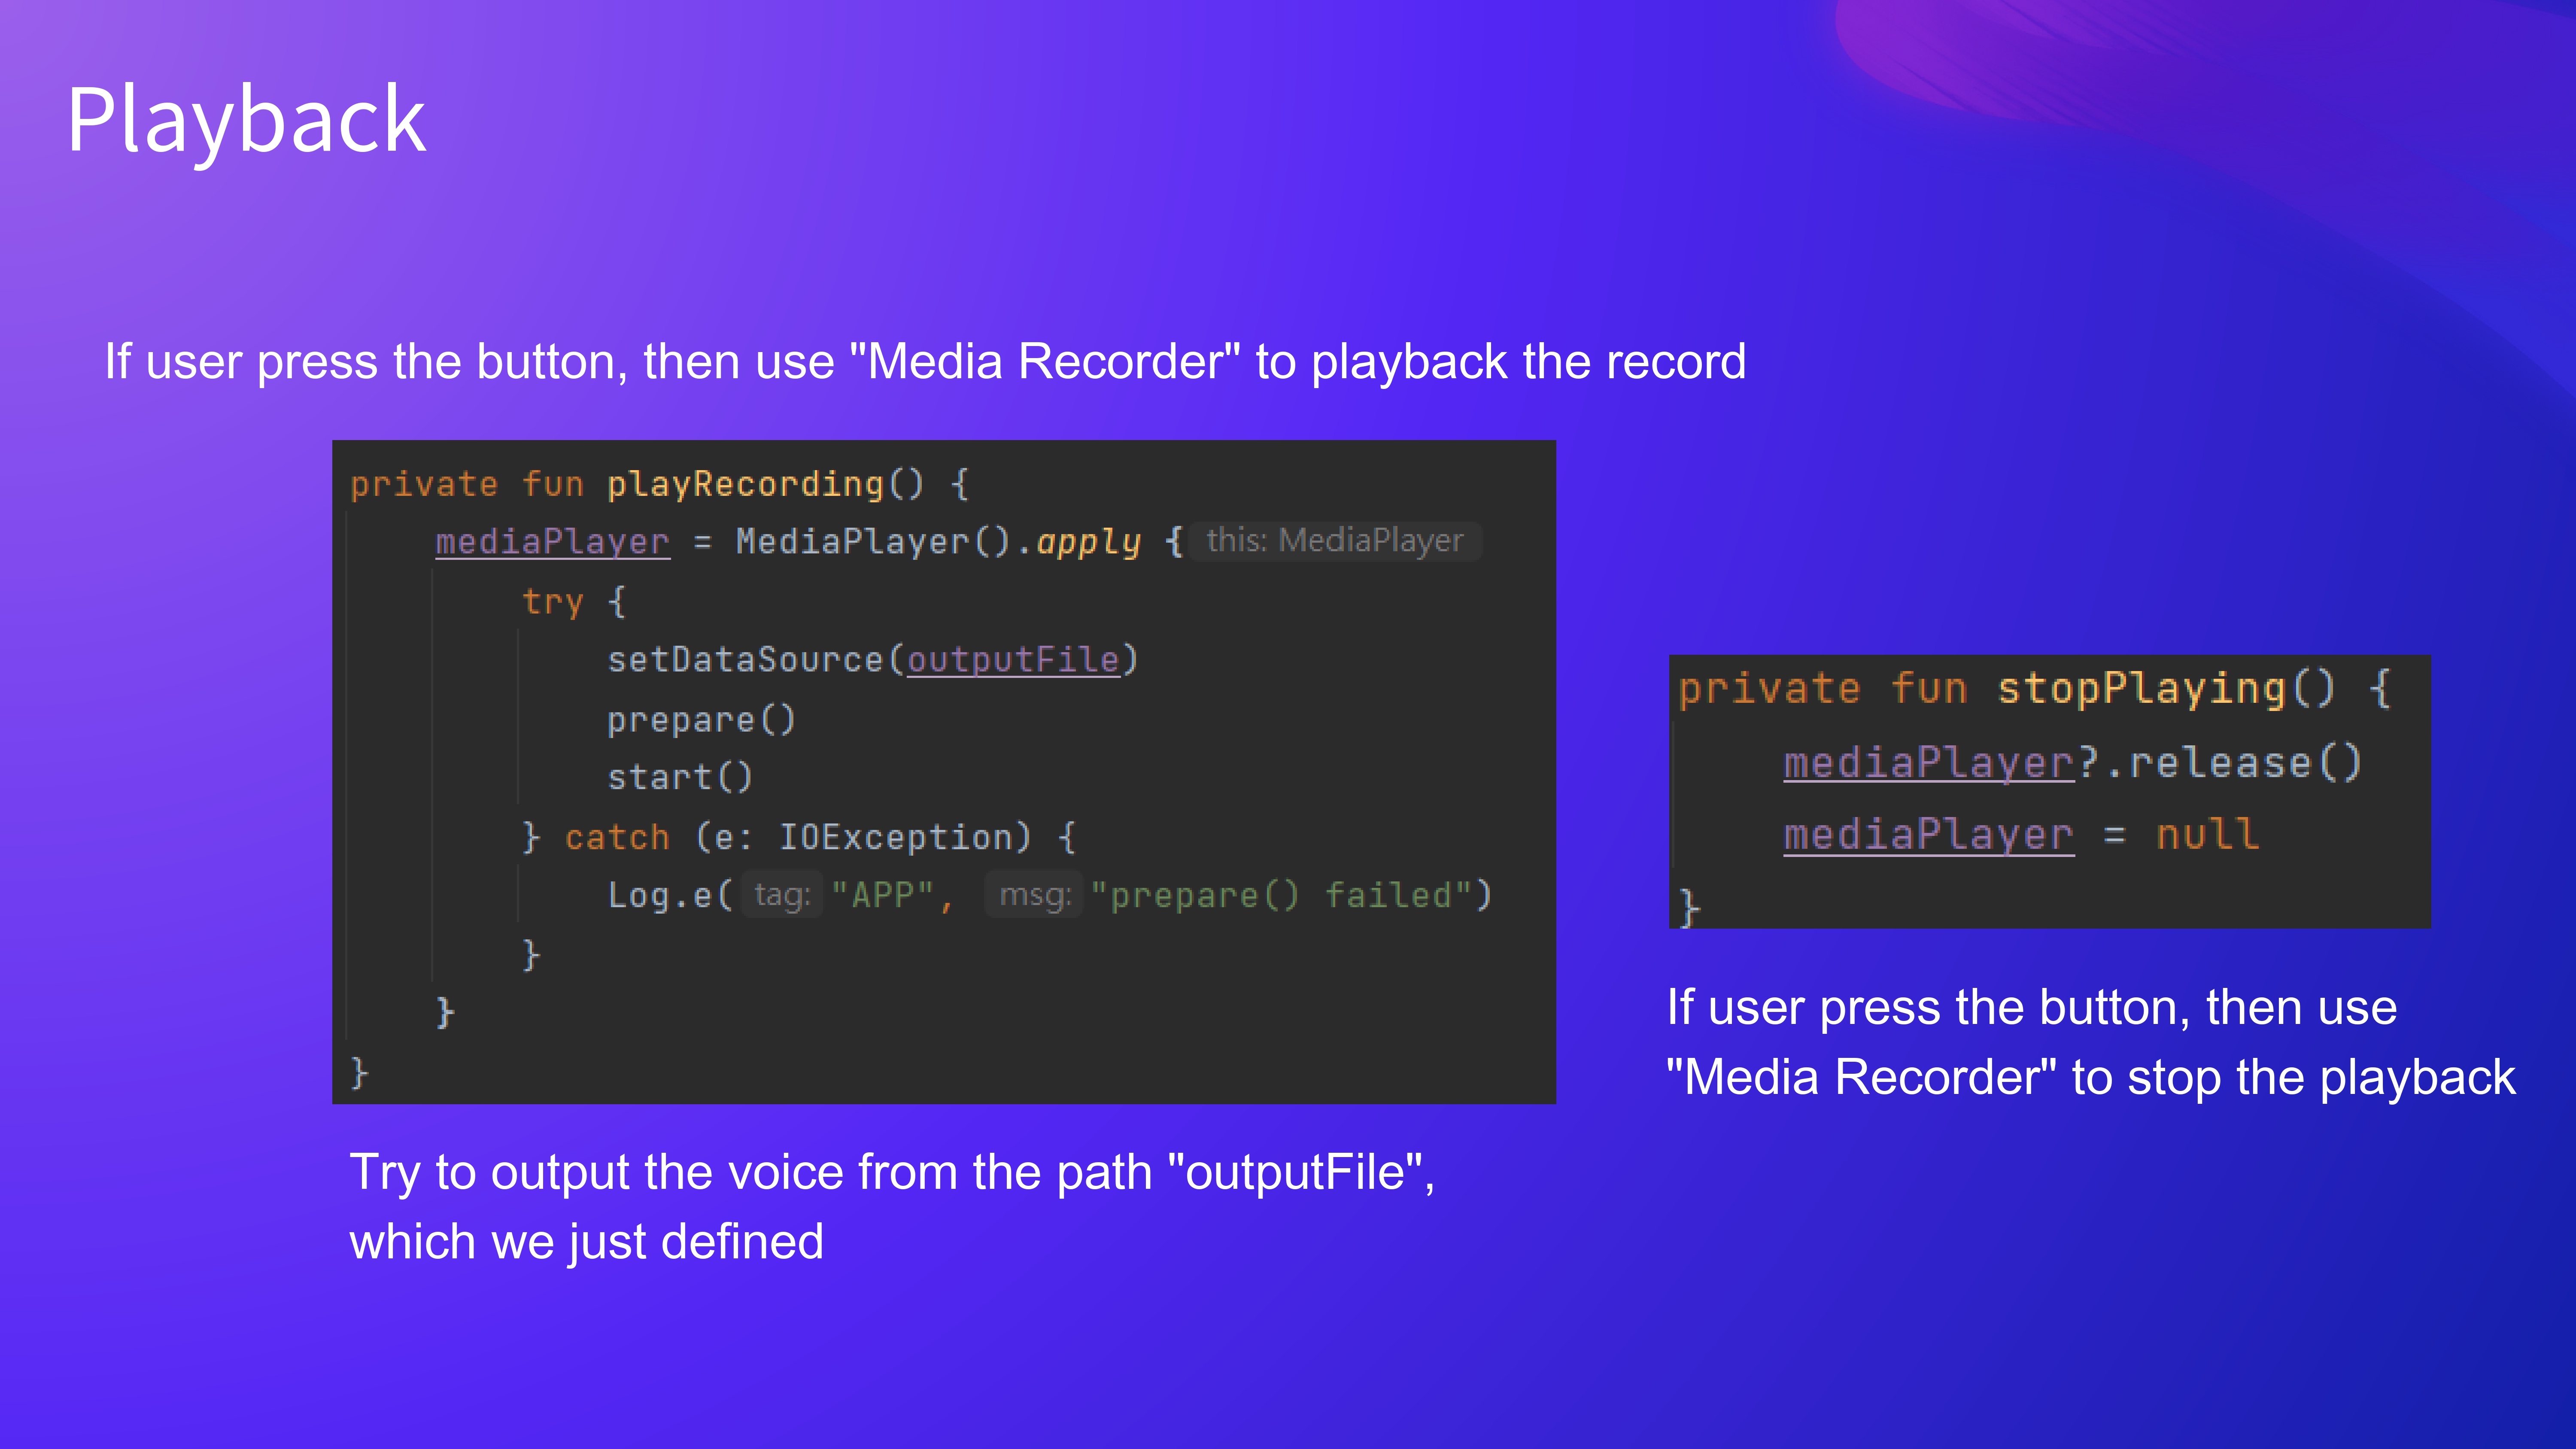 Playback
If user press the button, then use "Media Recorder" to playback the record
private fun playRecording() {
mediaPlayer = MediaPlayer().apply { this: MediaPlayer
try {
setDataSource(outputFile)
prepare()
start()
} catch (e: IOException) {
Log.e( tag: "APP", msg: "prepare() failed")
}
}
}
Try to output the voice from the path "outputFile",
which we just defined
private fun stopPlaying() {
mediaPlayer?.release()
mediaPlayer = null
}
If user press the button, then use
"Media Recorder" to stop the playback